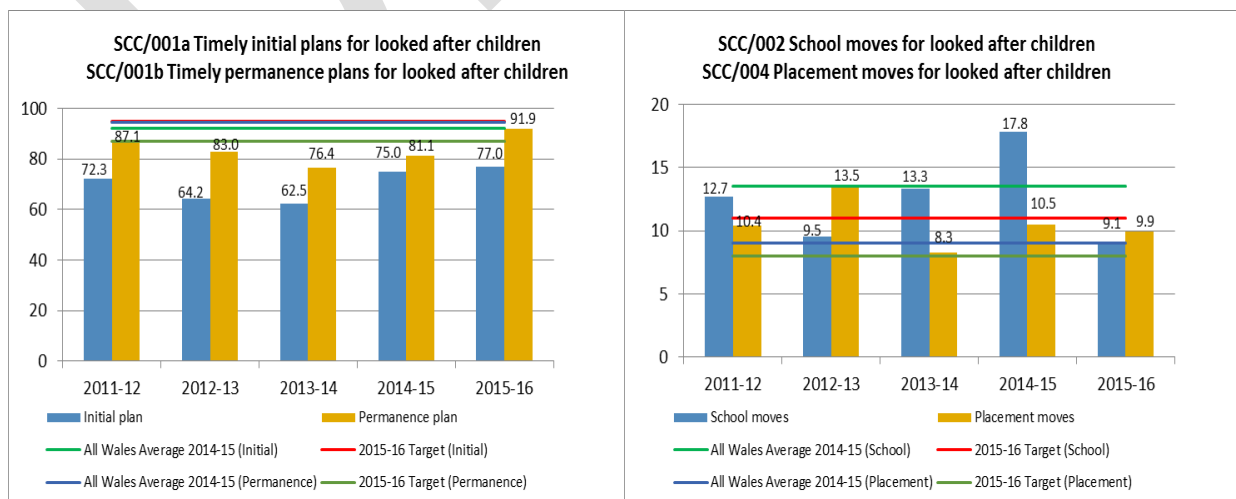 SCC/001a Timely initial plans for looked after children
SCC/001b Timely permanence plans for looked after children
100
80
60
40
20
0
72.3
87.1
64.2
83.0
62.5
76.4
75.0
81.1
77.0
91.9
2011-12 2012-13 2013-14 2014-15 2015-16
Initial plan Permanence plan
All Wales Average 2014-15 (Initial) 2015-16 Target (Initial)
All Wales Average 2014-15 (Permanence) 2015-16 Target (Permanence)
SCC/002 School moves for looked after children
SCC/004 Placement moves for looked after children
20
15
10
5
0
12.7
10.4
9.5
13.5
13.3
8.3
17.8
10.5
9.1
9.9
2011-12 2012-13 2013-14 2014-15 2015-16
School moves Placement moves
All Wales Average 2014-15 (School) 2015-16 Target (School)
All Wales Average 2014-15 (Placement) 2015-16 Target (Placement)